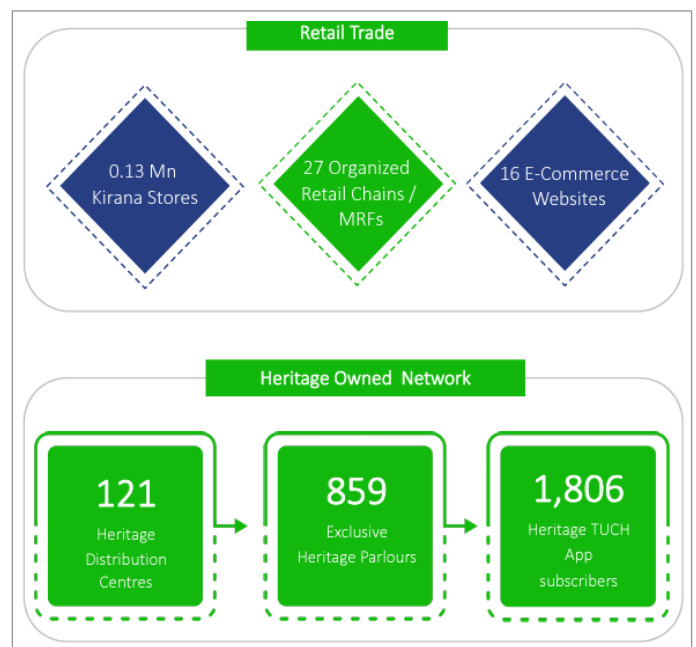 Retail Trade
0.13 Mn
Kirana Stores
27 Organized
Retail Chains /
MRFs
16 E-Commerce
Websites
Heritage Owned Network
121
Heritage
Distribution
Centres
859
Exclusive
Heritage Parlours
1,806
Heritage TUCH
App
subscribers